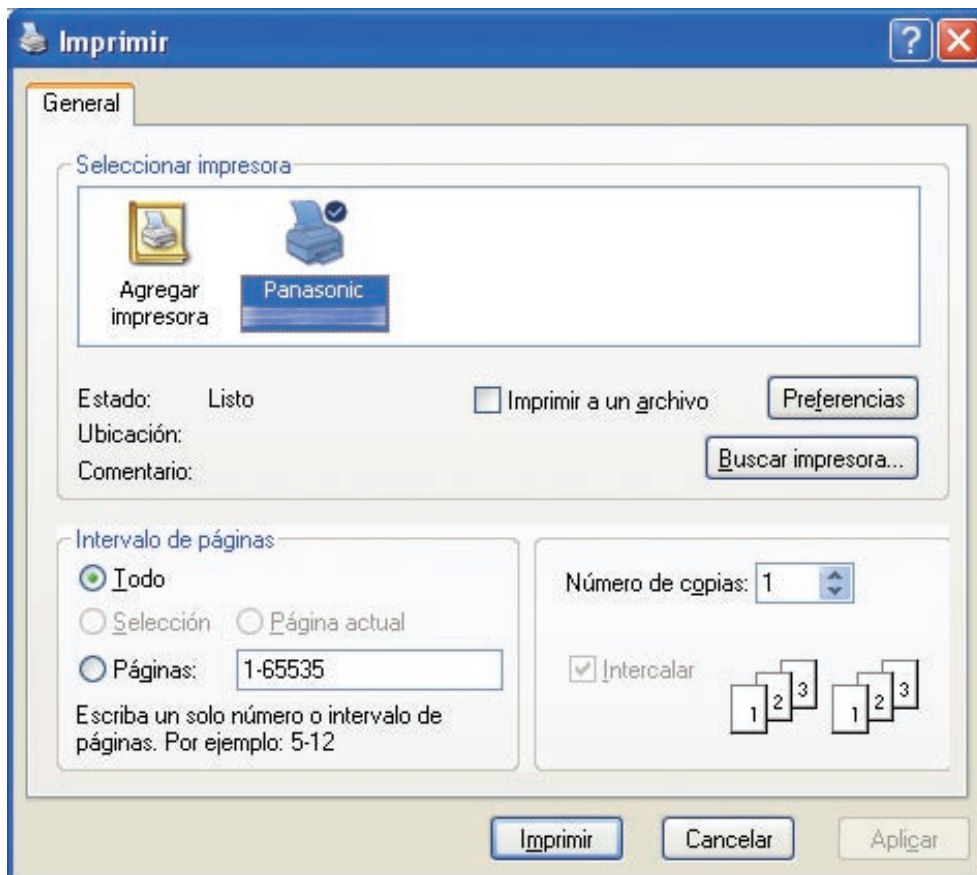 Imprimir
General
Seleccionar impresora
Agregar
impresora
Panasonic
Estado: Listo
Imprimir a un archivo
Preferencias
Ubicación:
Comentario:
Buscar impresora...
Intervalo de páginas
Todo
Selección Página actual
Páginas: 1-65535
Escriba un solo número o intervalo de
páginas. Por ejemplo: 5-12
Número de copias: 1
Intercalar
1 2 3 1 2 3
Imprimir Cancelar Aplicar